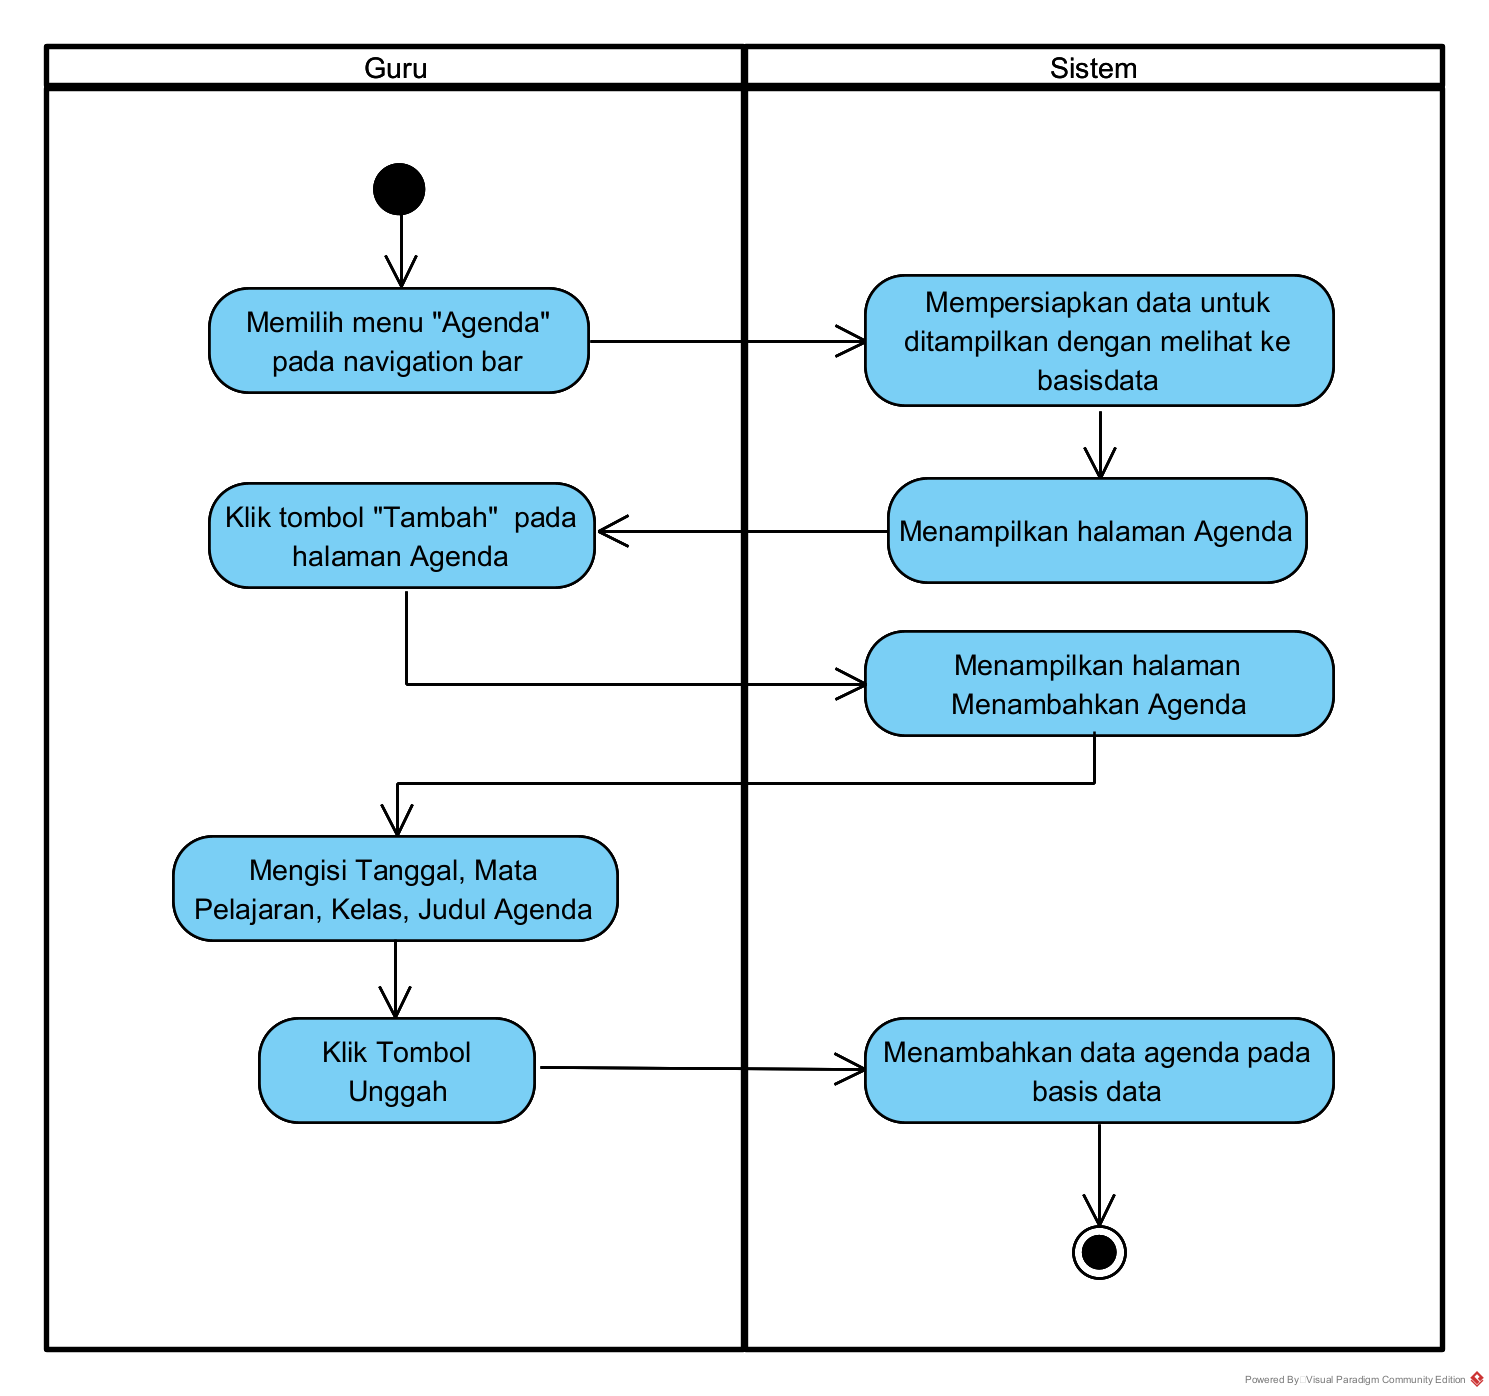 Guru
Sistem
Memilih menu "Agenda"
pada navigation bar
Mempersiapkan data untuk
ditampilkan dengan melihat ke
basisdata
Menampilkan halaman Agenda
Klik tombol "Tambah"  pada
halaman Agenda
Menampilkan halaman
Menambahkan Agenda
Mengisi Tanggal, Mata
Pelajaran, Kelas, Judul Agenda
Klik Tombol
Unggah
Menambahkan data agenda pada
basis data
Powered By Visual Paradigm Community Edition